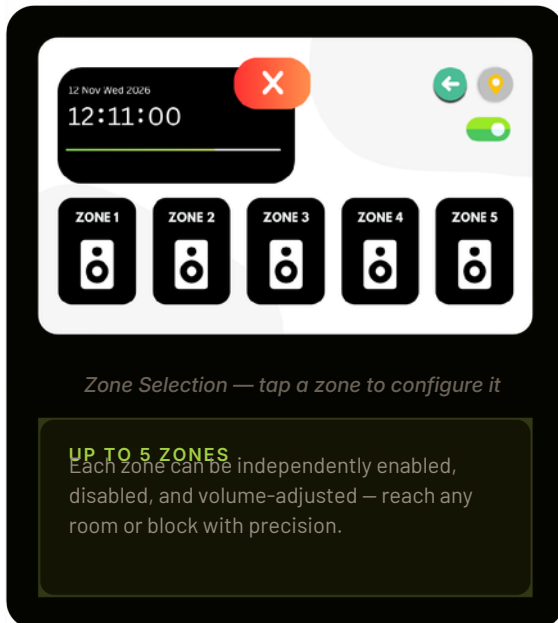 12 Nov Wed 2026
12:11:00
ZONE 1 ZONE 2 ZONE 3 ZONE 4 ZONE 5
Zone Selection — tap a zone to configure it
UP TO 5 ZONES
Each zone can be independently enabled,
disabled, and volume-adjusted — reach any
room or block with precision.